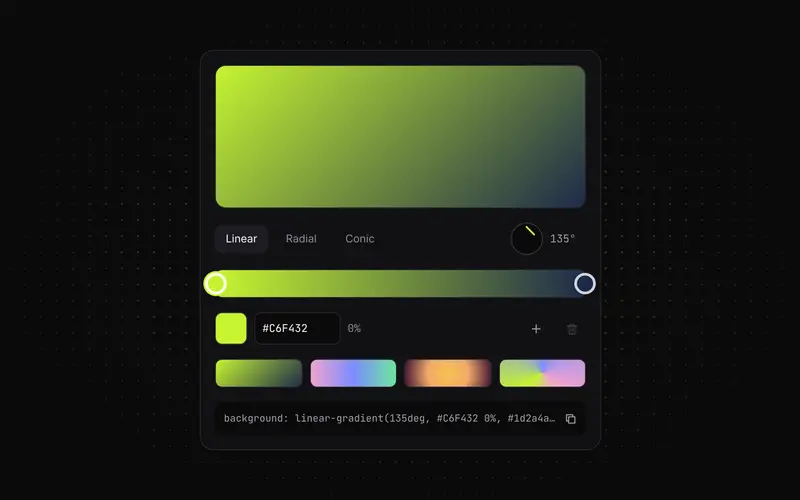 Linear Radial Conic 135°
#C6F432 0%
background: linear-gradient(135deg, #C6F432 0%, #1d2a4a…